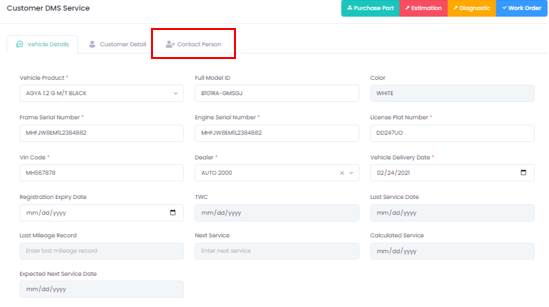 Customer DMS Service
Purchase Part
Estimation
Diagnostic
Work Order
Vehicle Details
Customer Detail
Contact Person
Vehicle Product *
Full Model ID
Color
AGYA 1.2 G M/T BLACK
B101RA-GMSGJ
WHITE
Frame Serial Number *
Engine Serial Number *
License Plat Number *
MHFJW8EM1L2384882
MHFJW8EM1L2384882
DD247UO
Vin Code *
Dealer *
Vehicle Delivery Date *
MH567878
AUTO 2000
02/24/2021
Registration Expiry Date
TWC
Last Service Date
mm/dd/yyyy
mm/dd/yyyy
mm/dd/yyyy
Last Mileage Record
Next Service
Calculated Service
Enter last mileage record
Enter next service
mm/dd/yyyy
Expected Next Service Date
mm/dd/yyyy